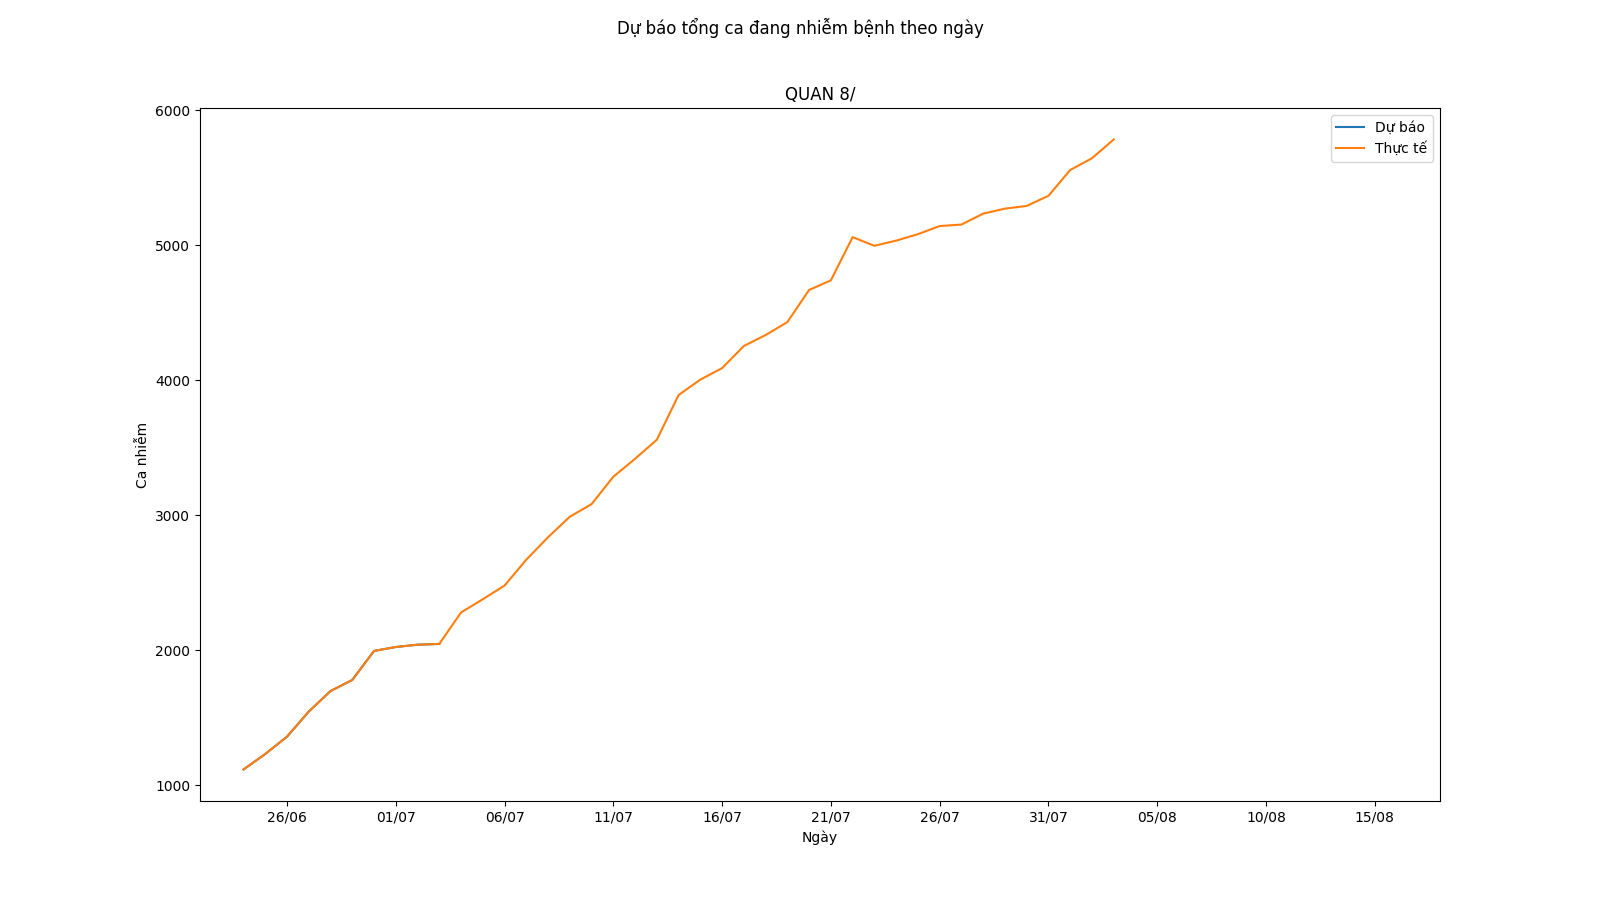 Dự báo tổng ca đang nhiễm bệnh theo ngày
QUAN 8/
Dự báo
Thực tế
6000
5000
4000
3000
2000
1000
Ca nhiễm
26/06 01/07 06/07 11/07 16/07 21/07 26/07 31/07 05/08 10/08 15/08
Ngày